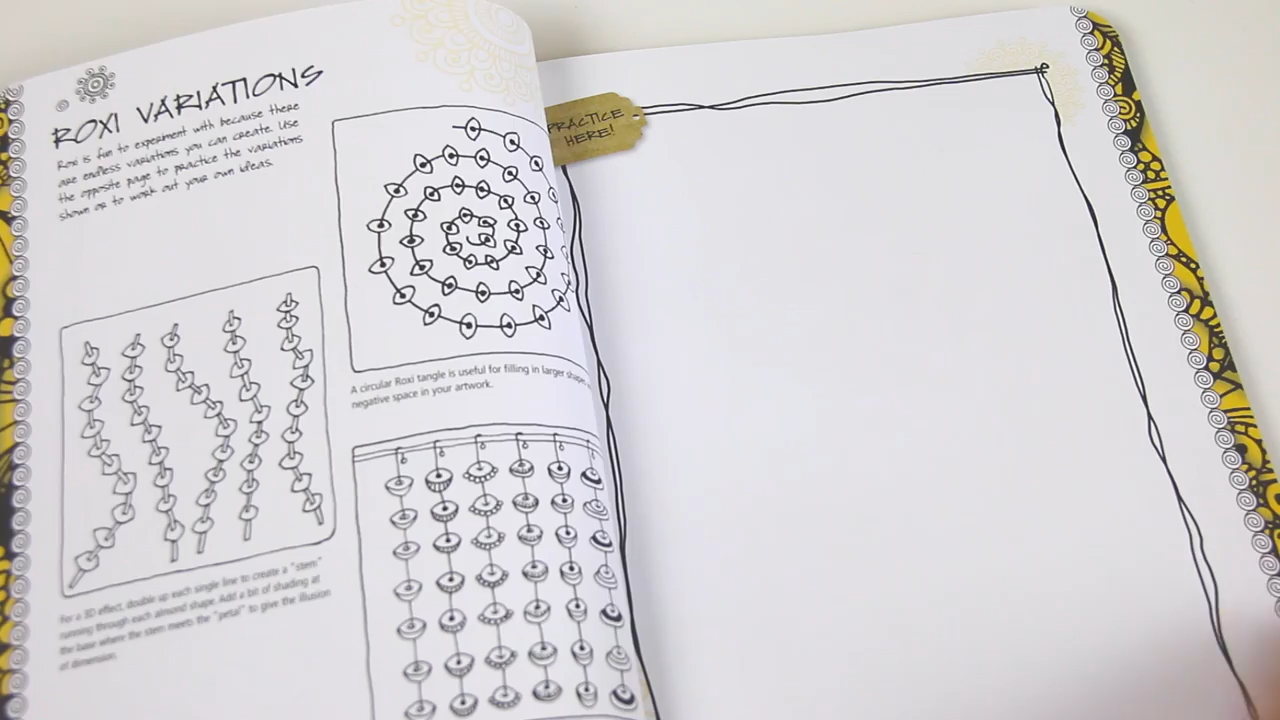 ROXI VARIATIONS
Roxi is fun to experiment with because there
are endless variations you can create. Use
the opposite page to practice the variations
shown or to work out your own ideas.
A circular Roxi tangle is useful for filling in larger shapes
negative space in your artwork.
For a 3D effect, double up each single line to create a "stem"
running through each almond shape. Add a bit of shading at
the base where the stem meets the "petal" to give the illusion
of dimension.
PRACTICE
HERE!